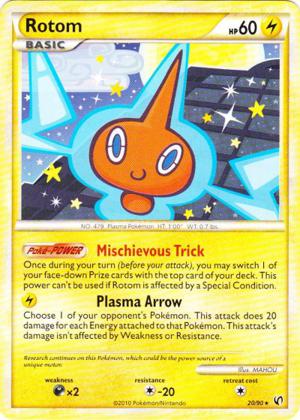 Rotom
HP60
BASIC
NO. 479 Plasma Pokémon HT: 1'00" WT: 0.7 lbs.
Poké-POWER Mischievous Trick
Once during your turn (before your attack), you may switch 1 of
your face-down Prize cards with the top card of your deck. This
power can't be used if Rotom is affected by a Special Condition.
Plasma Arrow
Choose 1 of your opponent's Pokémon. This attack does 20
damage for each Energy attached to that Pokémon. This attack's
damage isn't affected by Weakness or Resistance.
Research continues on this Pokémon, which could be the power source of a
unique motor.
Illus. MAHOU
weakness resistance retreat cost
×2 -20
©2010 Pokémon/Nintendo 20/90